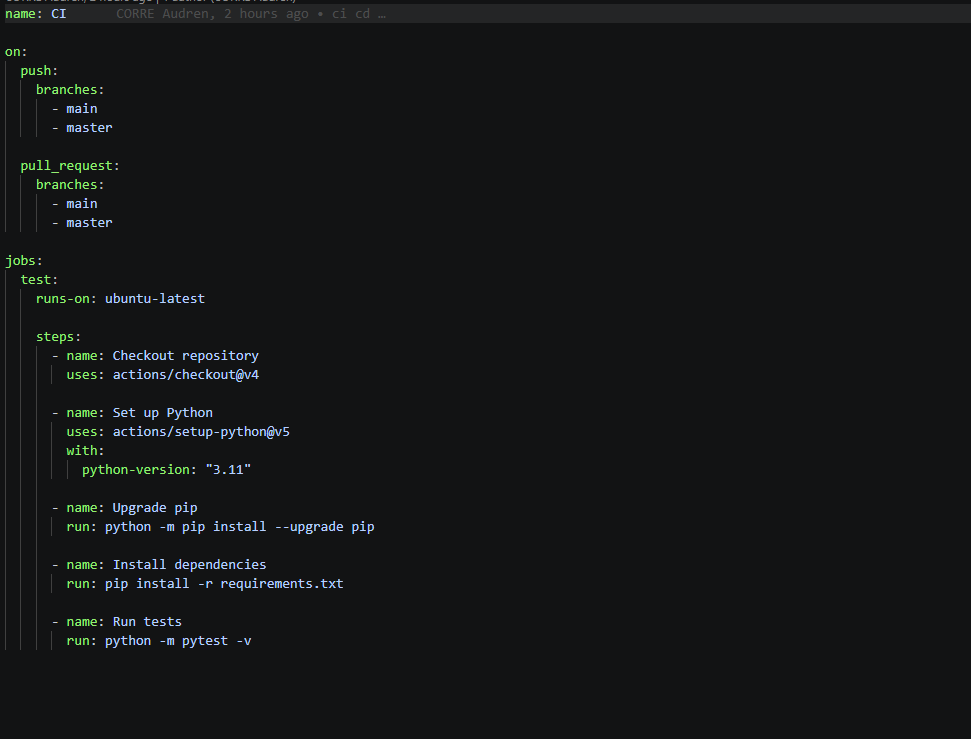 name: CI CORRE Audren, 2 hours ago • ci cd …
on:
push:
branches:
- main
- master
pull_request:
branches:
- main
- master
jobs:
test:
runs-on: ubuntu-latest
steps:
- name: Checkout repository
uses: actions/checkout@v4
- name: Set up Python
uses: actions/setup-python@v5
with:
python-version: "3.11"
- name: Upgrade pip
run: python -m pip install --upgrade pip
- name: Install dependencies
run: pip install -r requirements.txt
- name: Run tests
run: python -m pytest -v